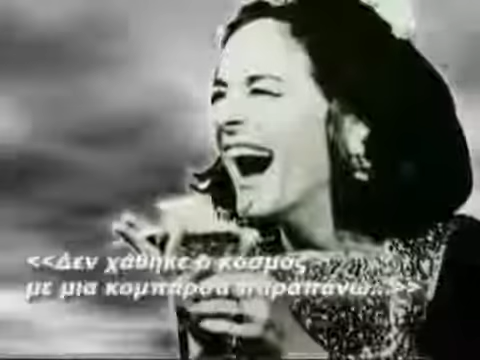 <<Δεν χάθηκε ο κόσμος
με μια κομπάρσα παραπάνω...>>